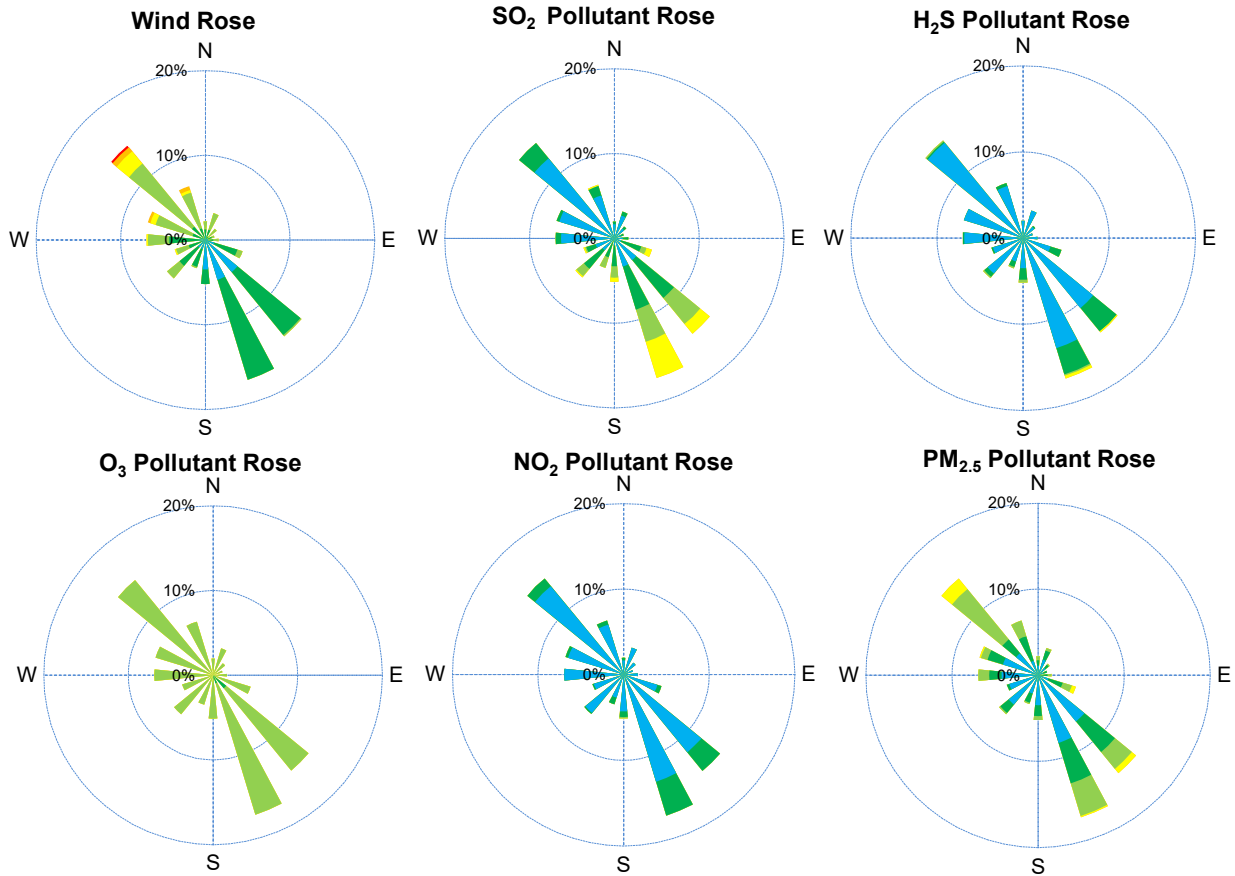 Wind Rose
N
20%
10%
0%
W
E
S
SO₂ Pollutant Rose
N
20%
10%
0%
W
E
S
H₂S Pollutant Rose
N
20%
10%
0%
W
E
S
O₃ Pollutant Rose
N
20%
10%
0%
W
E
S
NO₂ Pollutant Rose
N
20%
10%
0%
W
E
S
PM₂.₅ Pollutant Rose
N
20%
10%
0%
W
E
S